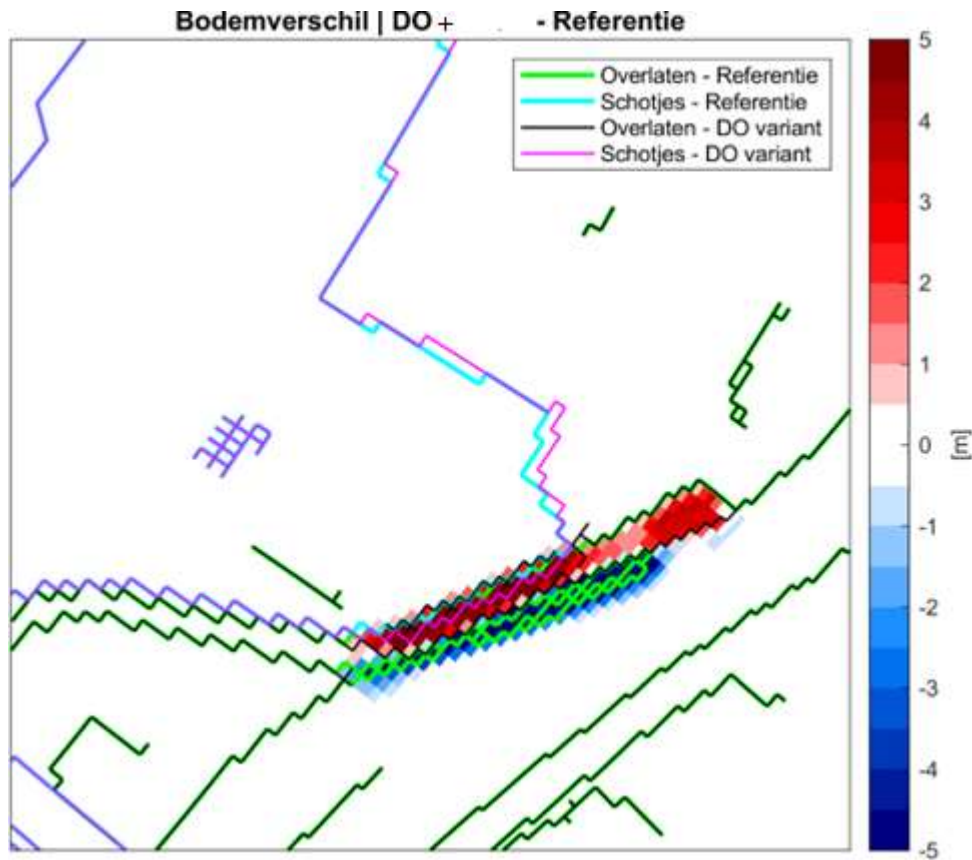 Bodemverschil | DO + - Referentie
Overlaten - Referentie
Schotjes - Referentie
Overlaten - DO variant
Schotjes - DO variant
5
4
3
2
1
0
-1
-2
-3
-4
-5
[m]